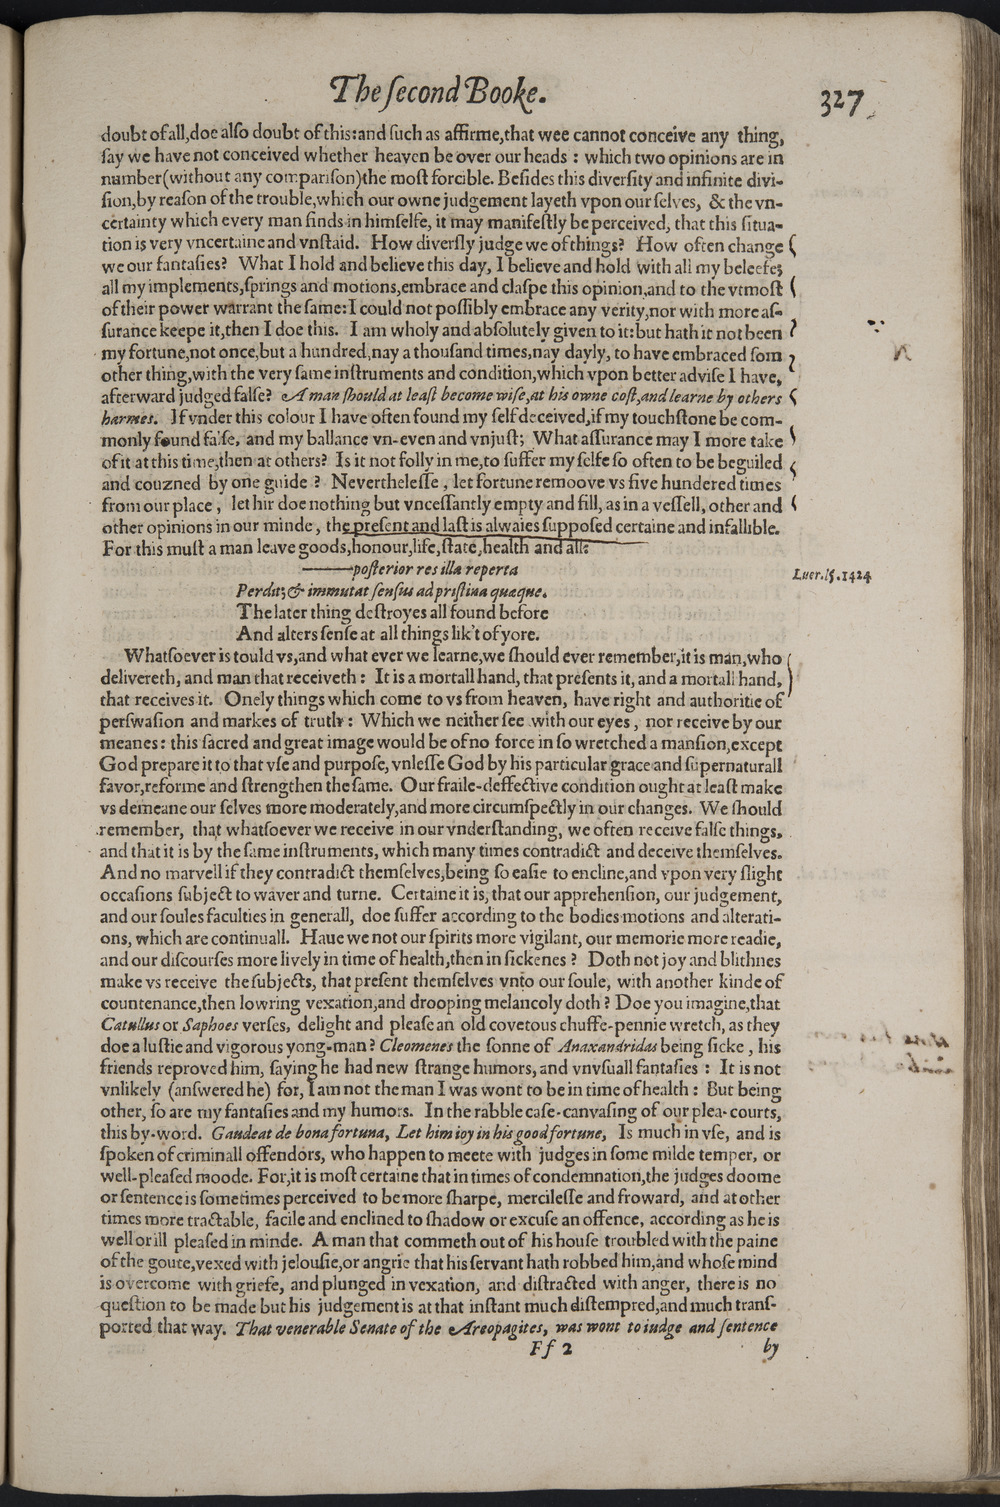 The ſecond Booke.
327
doubt of all, doe alſo doubt of this: and ſuch as affirme, that wee cannot conceive any thing,
ſay we have not conceived whether heaven be over our heads : which two opinions are in
number (without any compariſon) the moſt forcible. Beſides this diverſity and infinite divi-
ſion, by reaſon of the trouble, which our owne judgement layeth vpon our ſelves, & the vn-
certainty which every man finds in himſelfe, it may manifeſtly be perceived, that this ſitua-
tion is very vncertaine and vnſtaid. How diverſly judge we of things? How often change
we our fantaſies? What I hold and believe this day, I believe and hold with all my beleefe;
all my implements, ſprings and motions, embrace and claſpe this opinion, and to the vtmoſt
of their power warrant the ſame: I could not poſſibly embrace any verity, nor with more aſ-
ſurance keepe it, then I doe this. I am wholy and abſolutely given to it: but hath it not been
my fortune, not once, but a hundred, nay a thouſand times, nay dayly, to have embraced ſom
other thing, with the very ſame inſtruments and condition, which vpon better adviſe I have,
afterward judged falſe? A man ſhould at leaſt become wiſe, at his owne coſt, and learne by others
harmes. If vnder this colour I have often found my ſelf deceived, if my touchſtone be com-
monly found falſe, and my ballance vn-even and vnjuſt; What aſſurance may I more take
of it at this time, then at others? Is it not folly in me, to ſuffer my ſelfe ſo often to be beguiled
and couzned by one guide ? Nevertheleſſe, let fortune remoove vs five hundered times
from our place, let hir doe nothing but vnceſſantly empty and fill, as in a veſſell, other and
other opinions in our minde, the preſent and laſt is alwaies ſuppoſed certaine and infallible.
For this muſt a man leave goods, honour, life, ſtate, health and all:
——poſterior res illa reperta
Lucr. l5. 1424
Perdit; & immutat ſenſus ad priſtina quæque.
The later thing deſtroyes all found before
And alters ſenſe at all things lik't of yore.
Whatſoever is tould vs, and what ever we learne, we ſhould ever remember, it is man, who
delivereth, and man that receiveth : It is a mortall hand, that preſents it, and a mortall hand,
that receives it. Onely things which come to vs from heaven, have right and authoritie of
perſwaſion and markes of truth : Which we neither ſee with our eyes, nor receive by our
meanes: this ſacred and great image would be of no force in ſo wretched a manſion, except
God prepare it to that vſe and purpoſe, vnleſſe God by his particular grace and ſupernaturall
favor, reforme and ſtrengthen the ſame. Our fraile-deffective condition ought at leaſt make
vs demeane our ſelves more moderately, and more circumſpectly in our changes. We ſhould
remember, that whatſoever we receive in our vnderſtanding, we often receive falſe things,
and that it is by the ſame inſtruments, which many times contradict and deceive themſelves.
And no marvell if they contradict themſelves, being ſo eaſie to encline, and vpon very ſlight
occaſions ſubject to waver and turne. Certaine it is, that our apprehenſion, our judgement,
and our ſoules faculties in generall, doe ſuffer according to the bodies motions and alterati-
ons, which are continuall. Haue we not our ſpirits more vigilant, our memorie more readie,
and our diſcourſes more lively in time of health, then in ſickenes ? Doth not joy and blithnes
make vs receive the ſubjects, that preſent themſelves vnto our ſoule, with another kinde of
countenance, then lowring vexation, and drooping melancoly doth ? Doe you imagine, that
Catullus or Saphoes verſes, delight and pleaſe an old covetous chuffe-pennie wretch, as they
doe a luſtie and vigorous yong-man ? Cleomenes the ſonne of Anaxandridas being ſicke, his
friends reproved him, ſaying he had new ſtrange humors, and vnvſuall fantaſies : It is not
vnlikely (anſwered he) for, I am not the man I was wont to be in time of health : But being
other, ſo are my fantaſies and my humors. In the rabble caſe-canvaſing of our plea-courts,
this by-word. Gaudeat de bona fortuna, Let him ioy in his good fortune, Is much in vſe, and is
ſpoken of criminall offendors, who happen to meete with judges in ſome milde temper, or
well-pleaſed moode. For, it is moſt certaine that in times of condemnation, the judges doome
or ſentence is ſometimes perceived to be more ſharpe, mercileſſe and froward, and at other
times more tractable, facile and enclined to ſhadow or excuſe an offence, according as he is
well or ill pleaſed in minde. A man that commeth out of his houſe troubled with the paine
of the goute, vexed with jelouſie, or angrie that his ſervant hath robbed him, and whoſe mind
is overcome with griefe, and plunged in vexation, and diſtracted with anger, there is no
queſtion to be made but his judgement is at that inſtant much diſtempred, and much tranſ-
ported that way. That venerable Senate of the Areopagites, was wont to iudge and ſentence
Ff 2
by